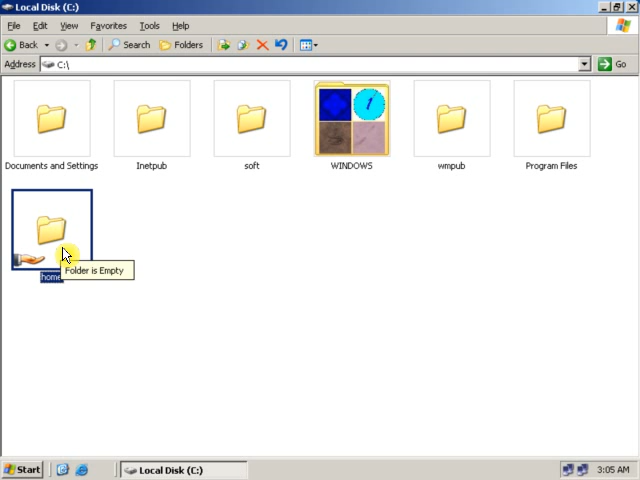 Local Disk (C:)
File Edit View Favorites Tools Help
Back Search Folders
Address C:\ Go
Documents and Settings Inetpub soft WINDOWS wmpub Program Files
home
Folder is Empty
Start Local Disk (C:) 3:05 AM